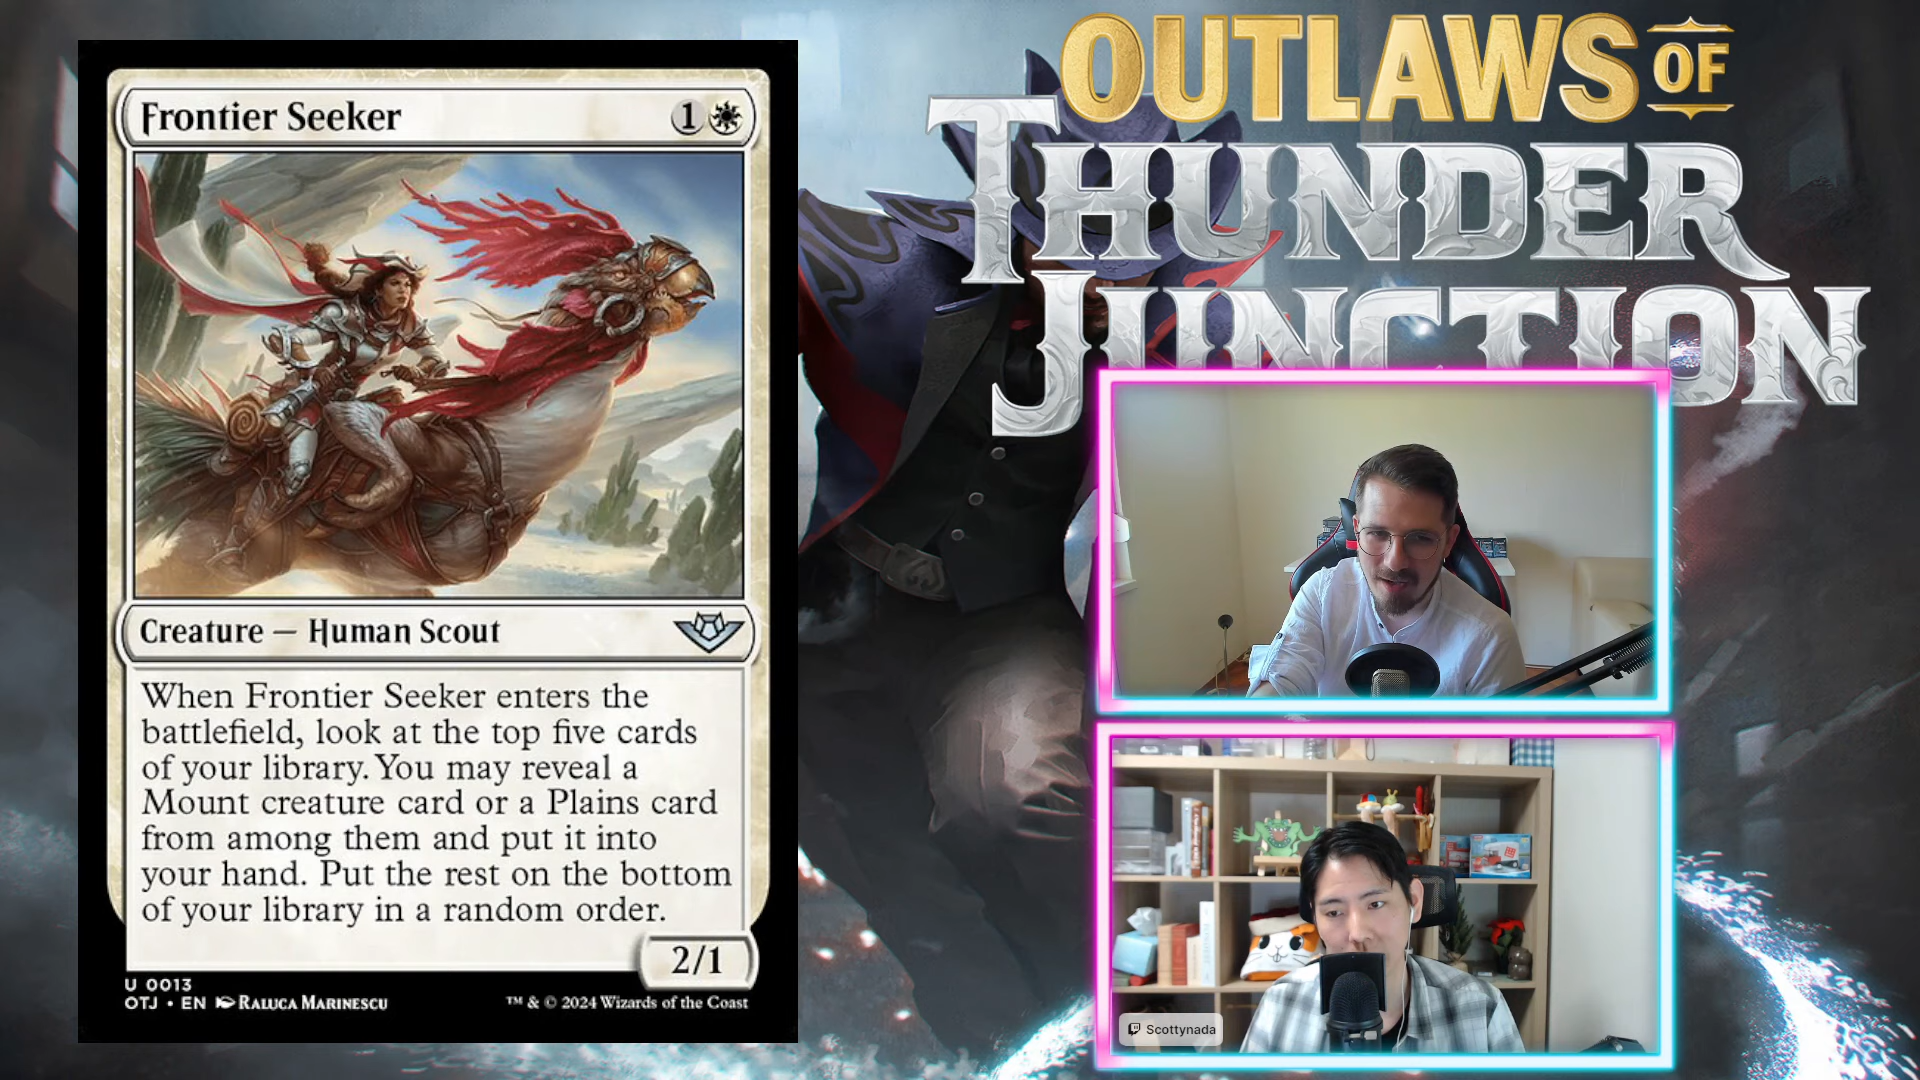 Frontier Seeker
1
Creature — Human Scout
When Frontier Seeker enters the
battlefield, look at the top five cards
of your library. You may reveal a
Mount creature card or a Plains card
from among them and put it into
your hand. Put the rest on the bottom
of your library in a random order.
2/1
U 0013
OTJ • EN RALUCA MARINESCU
™ & © 2024 Wizards of the Coast
OUTLAWS OF
THUNDER
JUNCTION
Scottynada